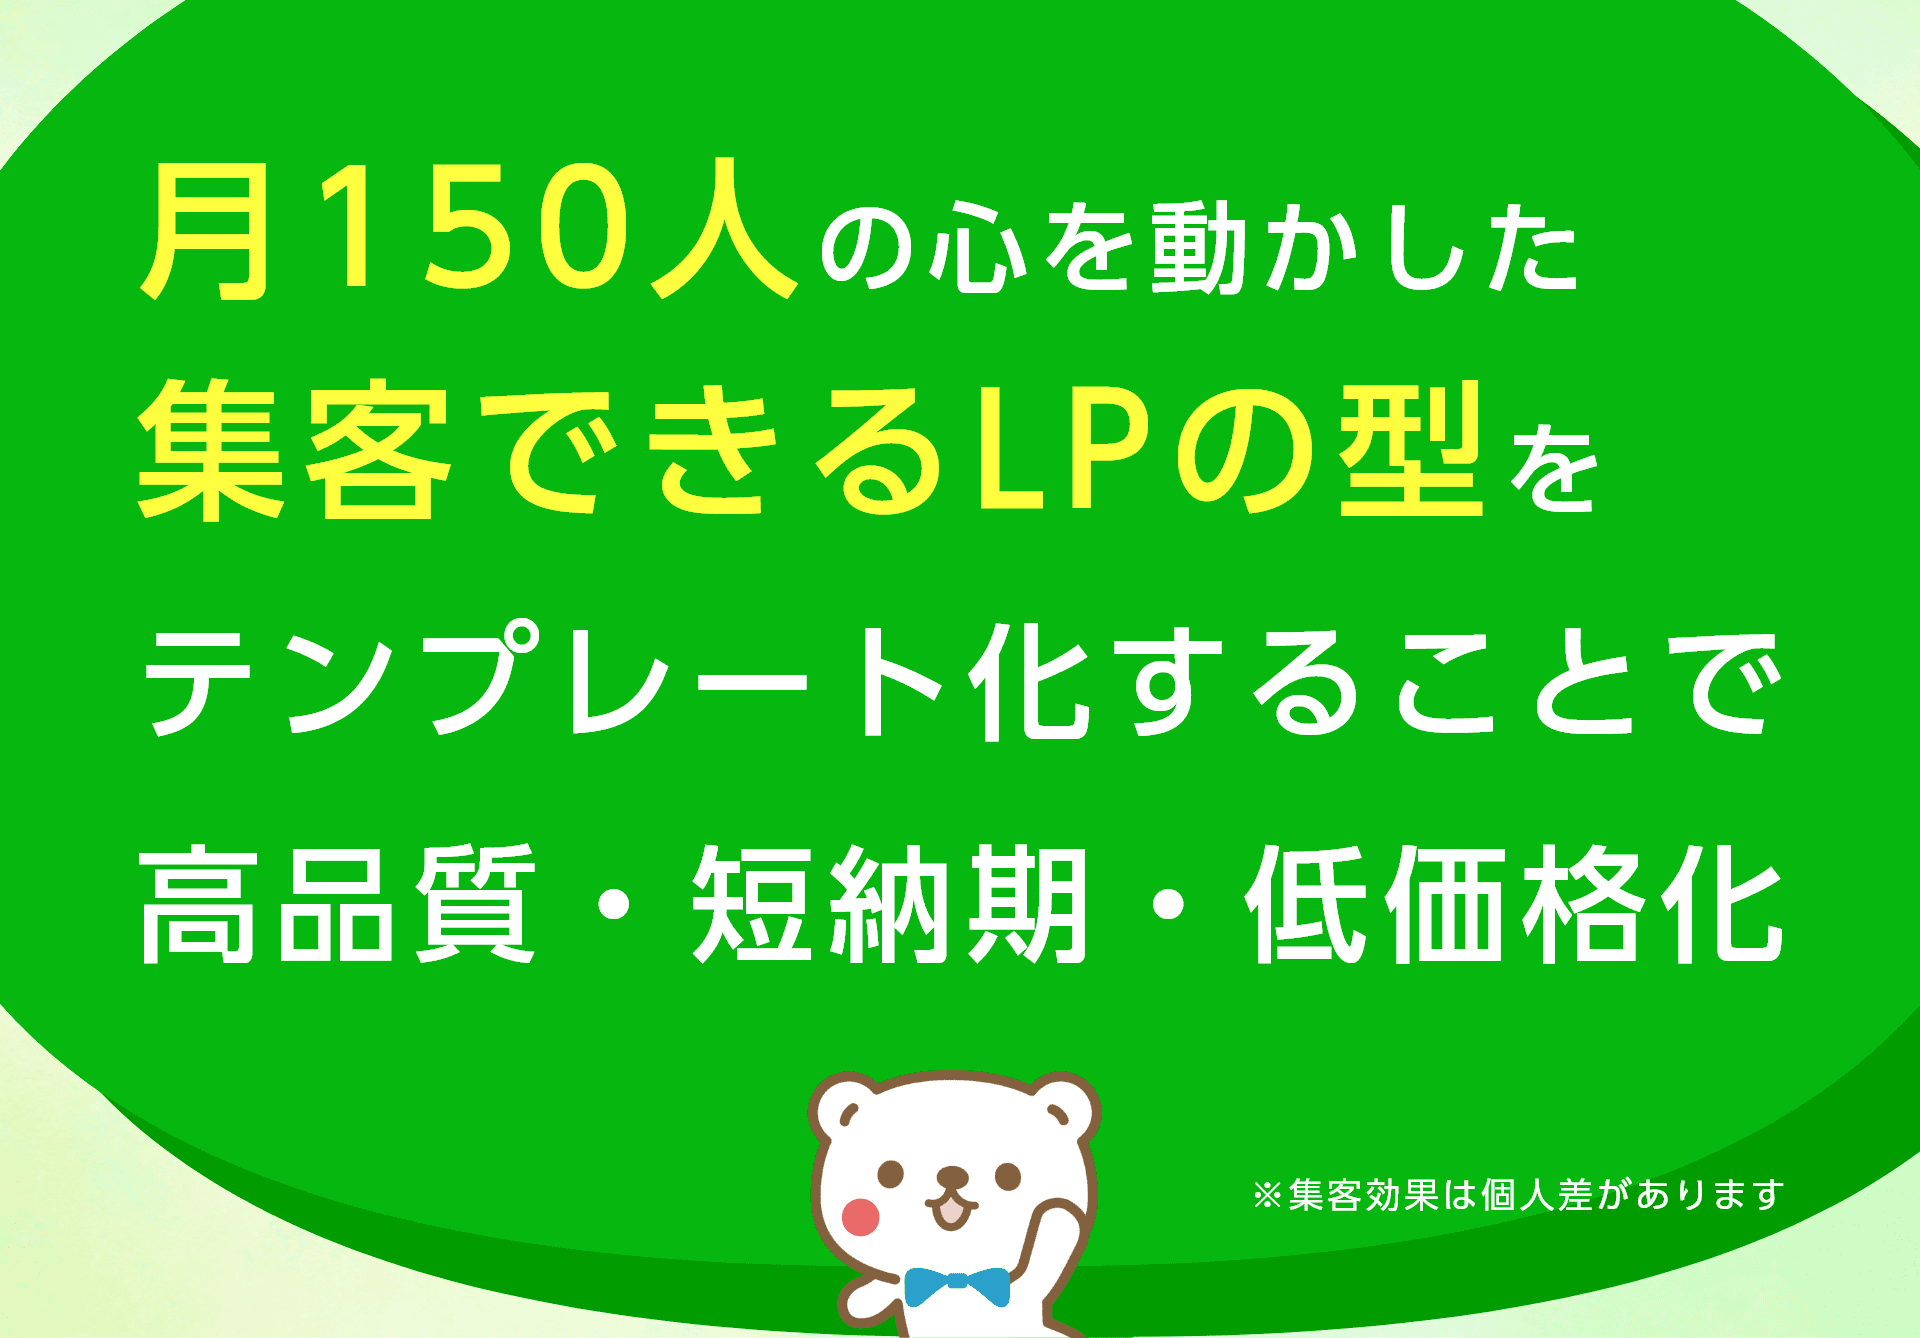 月150人の心を動かした
集客できるLPの型を
テンプレート化することで
高品質・短納期・低価格化
※集客効果は個人差があります